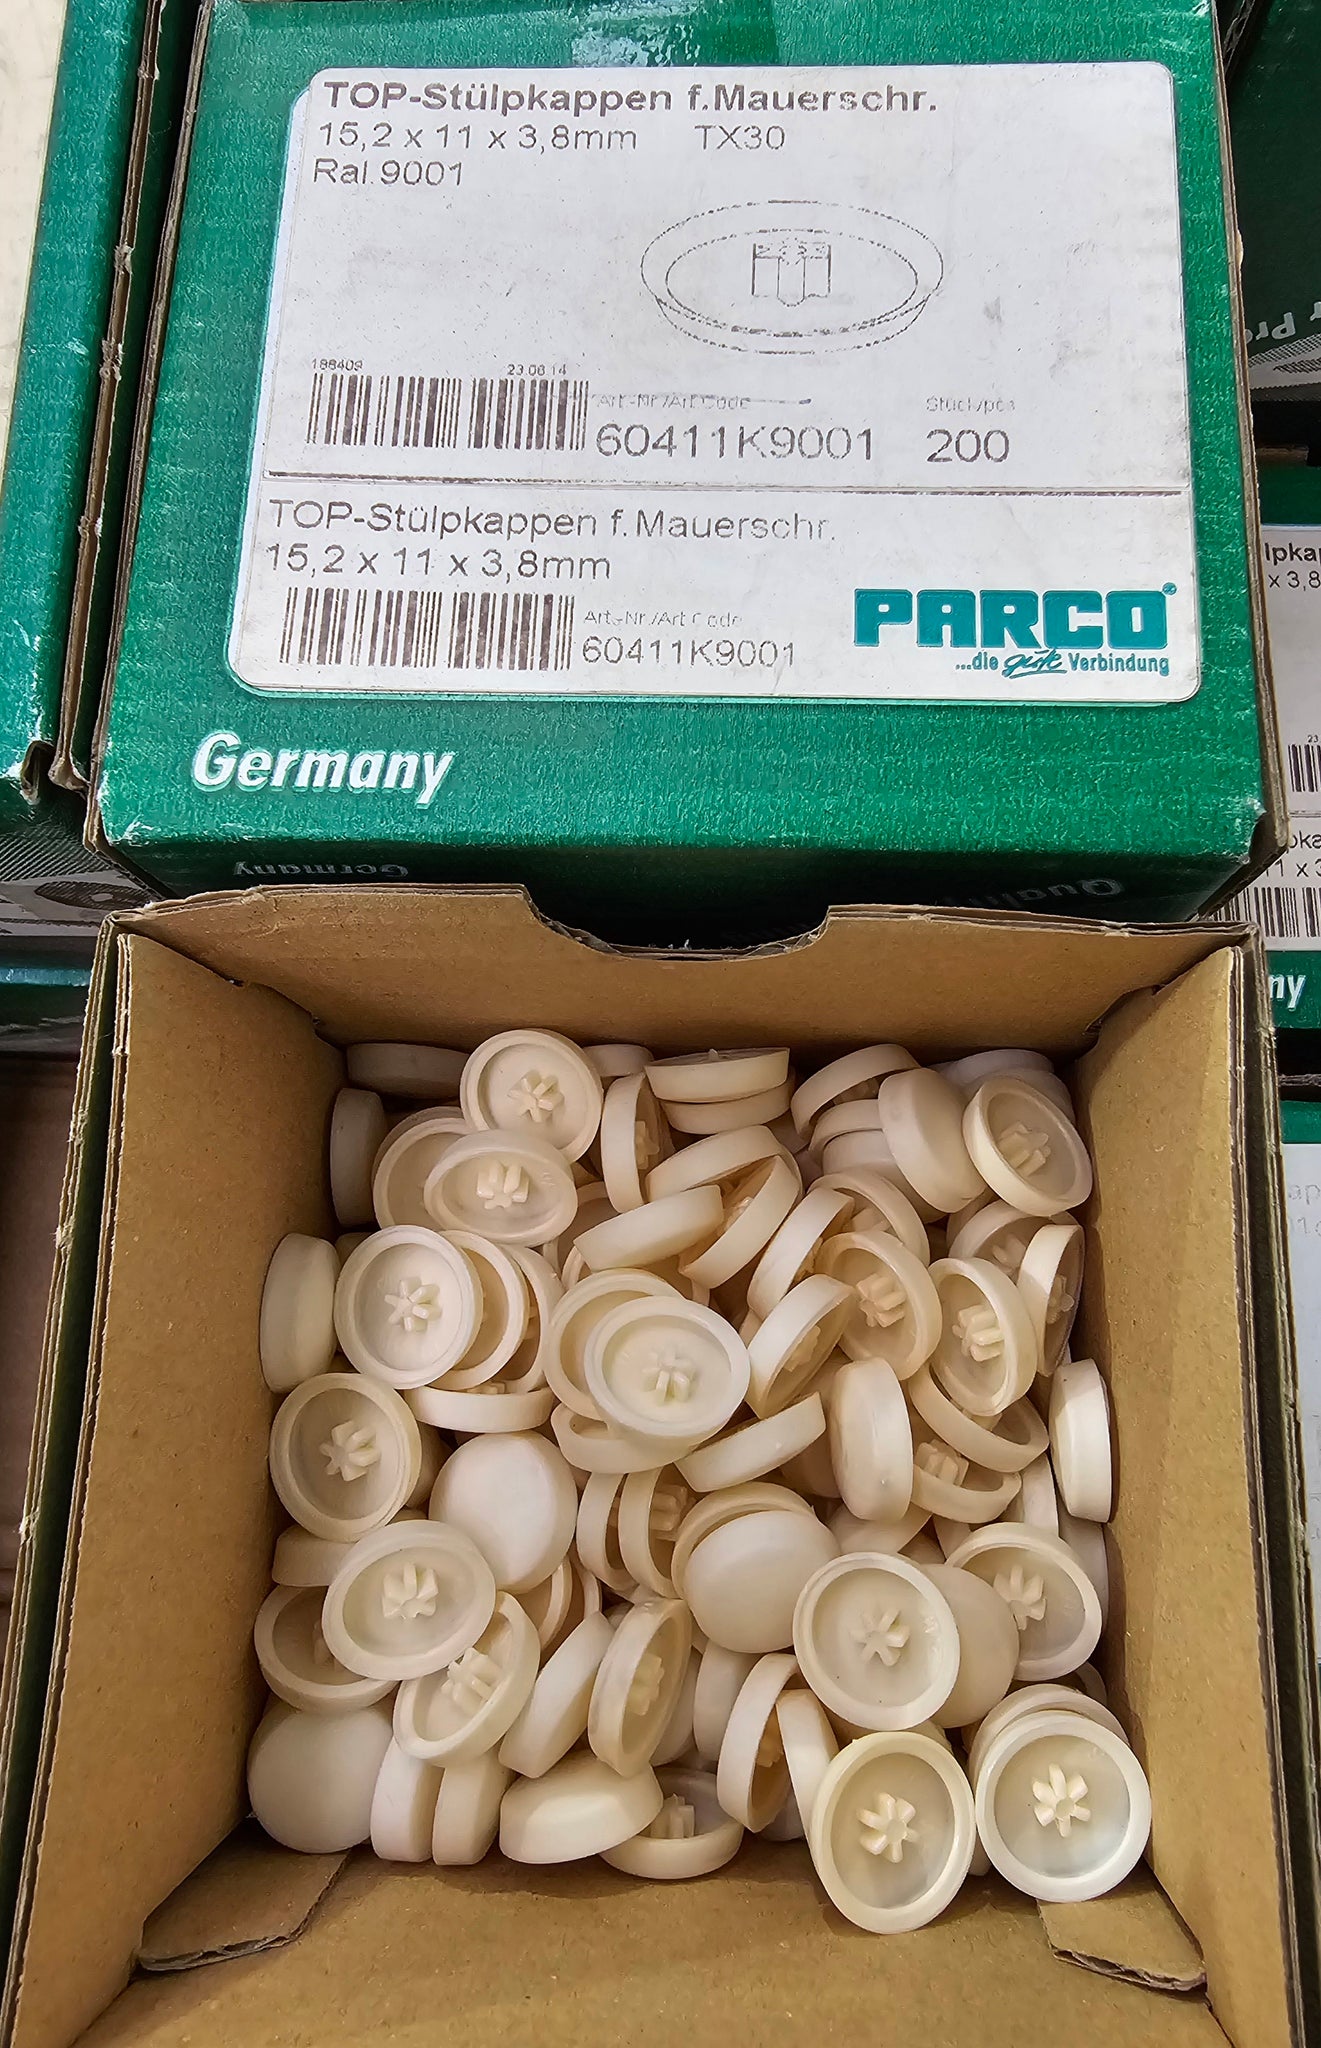 TOP-Stülpkappen f.Mauerschr.
15,2 x 11 x 3,8mm TX30
Ral.9001
188409 23.06.14
Art.-Nr./Art.Code Stück/pcs
60411K9001 200
TOP-Stülpkappen f.Mauerschr.
15,2 x 11 x 3,8mm
Art.-Nr./Art.Code
60411K9001
PARCO
...die gute Verbindung
Germany
Germany